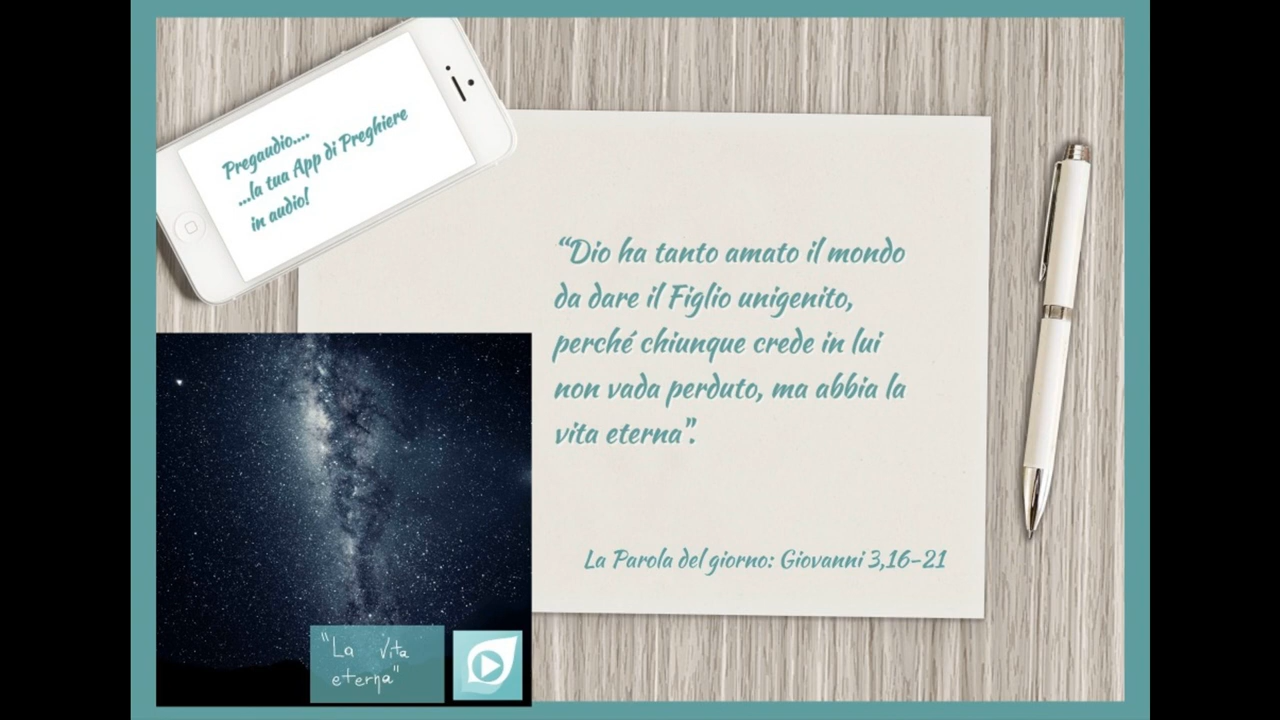 Pregaudio....
...la tua App di Preghiere
in audio!
“Dio ha tanto amato il mondo
da dare il Figlio unigenito,
perché chiunque crede in lui
non vada perduto, ma abbia la
vita eterna”.
La Parola del giorno: Giovanni 3,16-21
"La Vita
eterna"